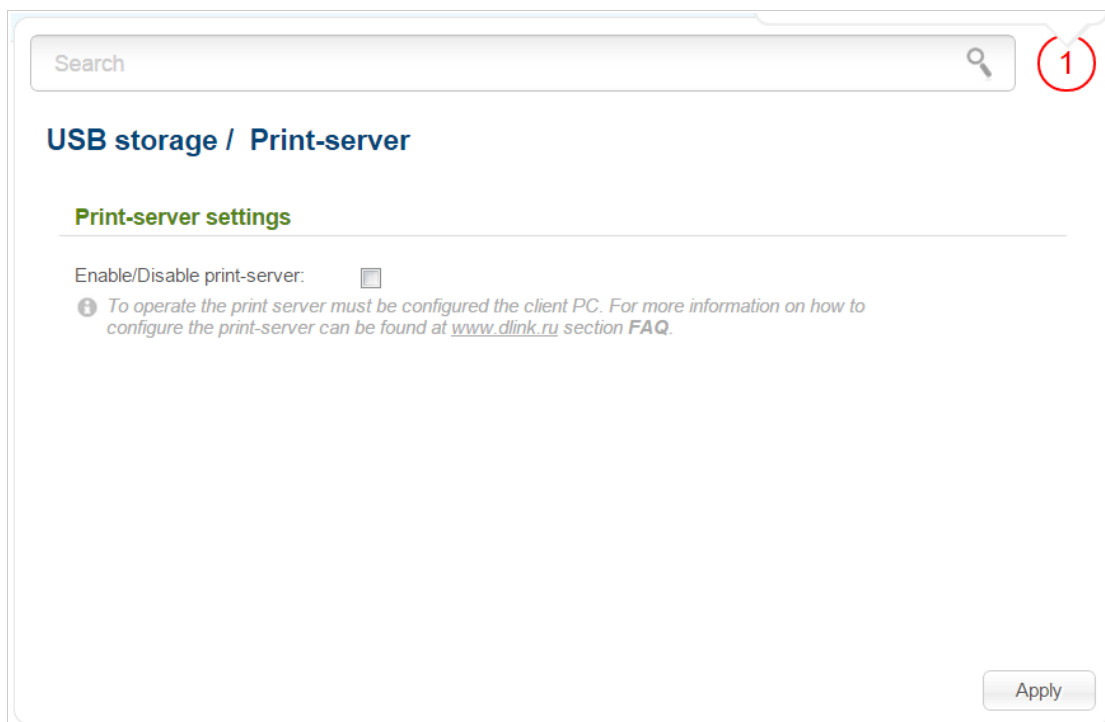 Search
1
USB storage / Print-server
Print-server settings
Enable/Disable print-server:
To operate the print server must be configured the client PC. For more information on how to
configure the print-server can be found at www.dlink.ru section FAQ.
Apply